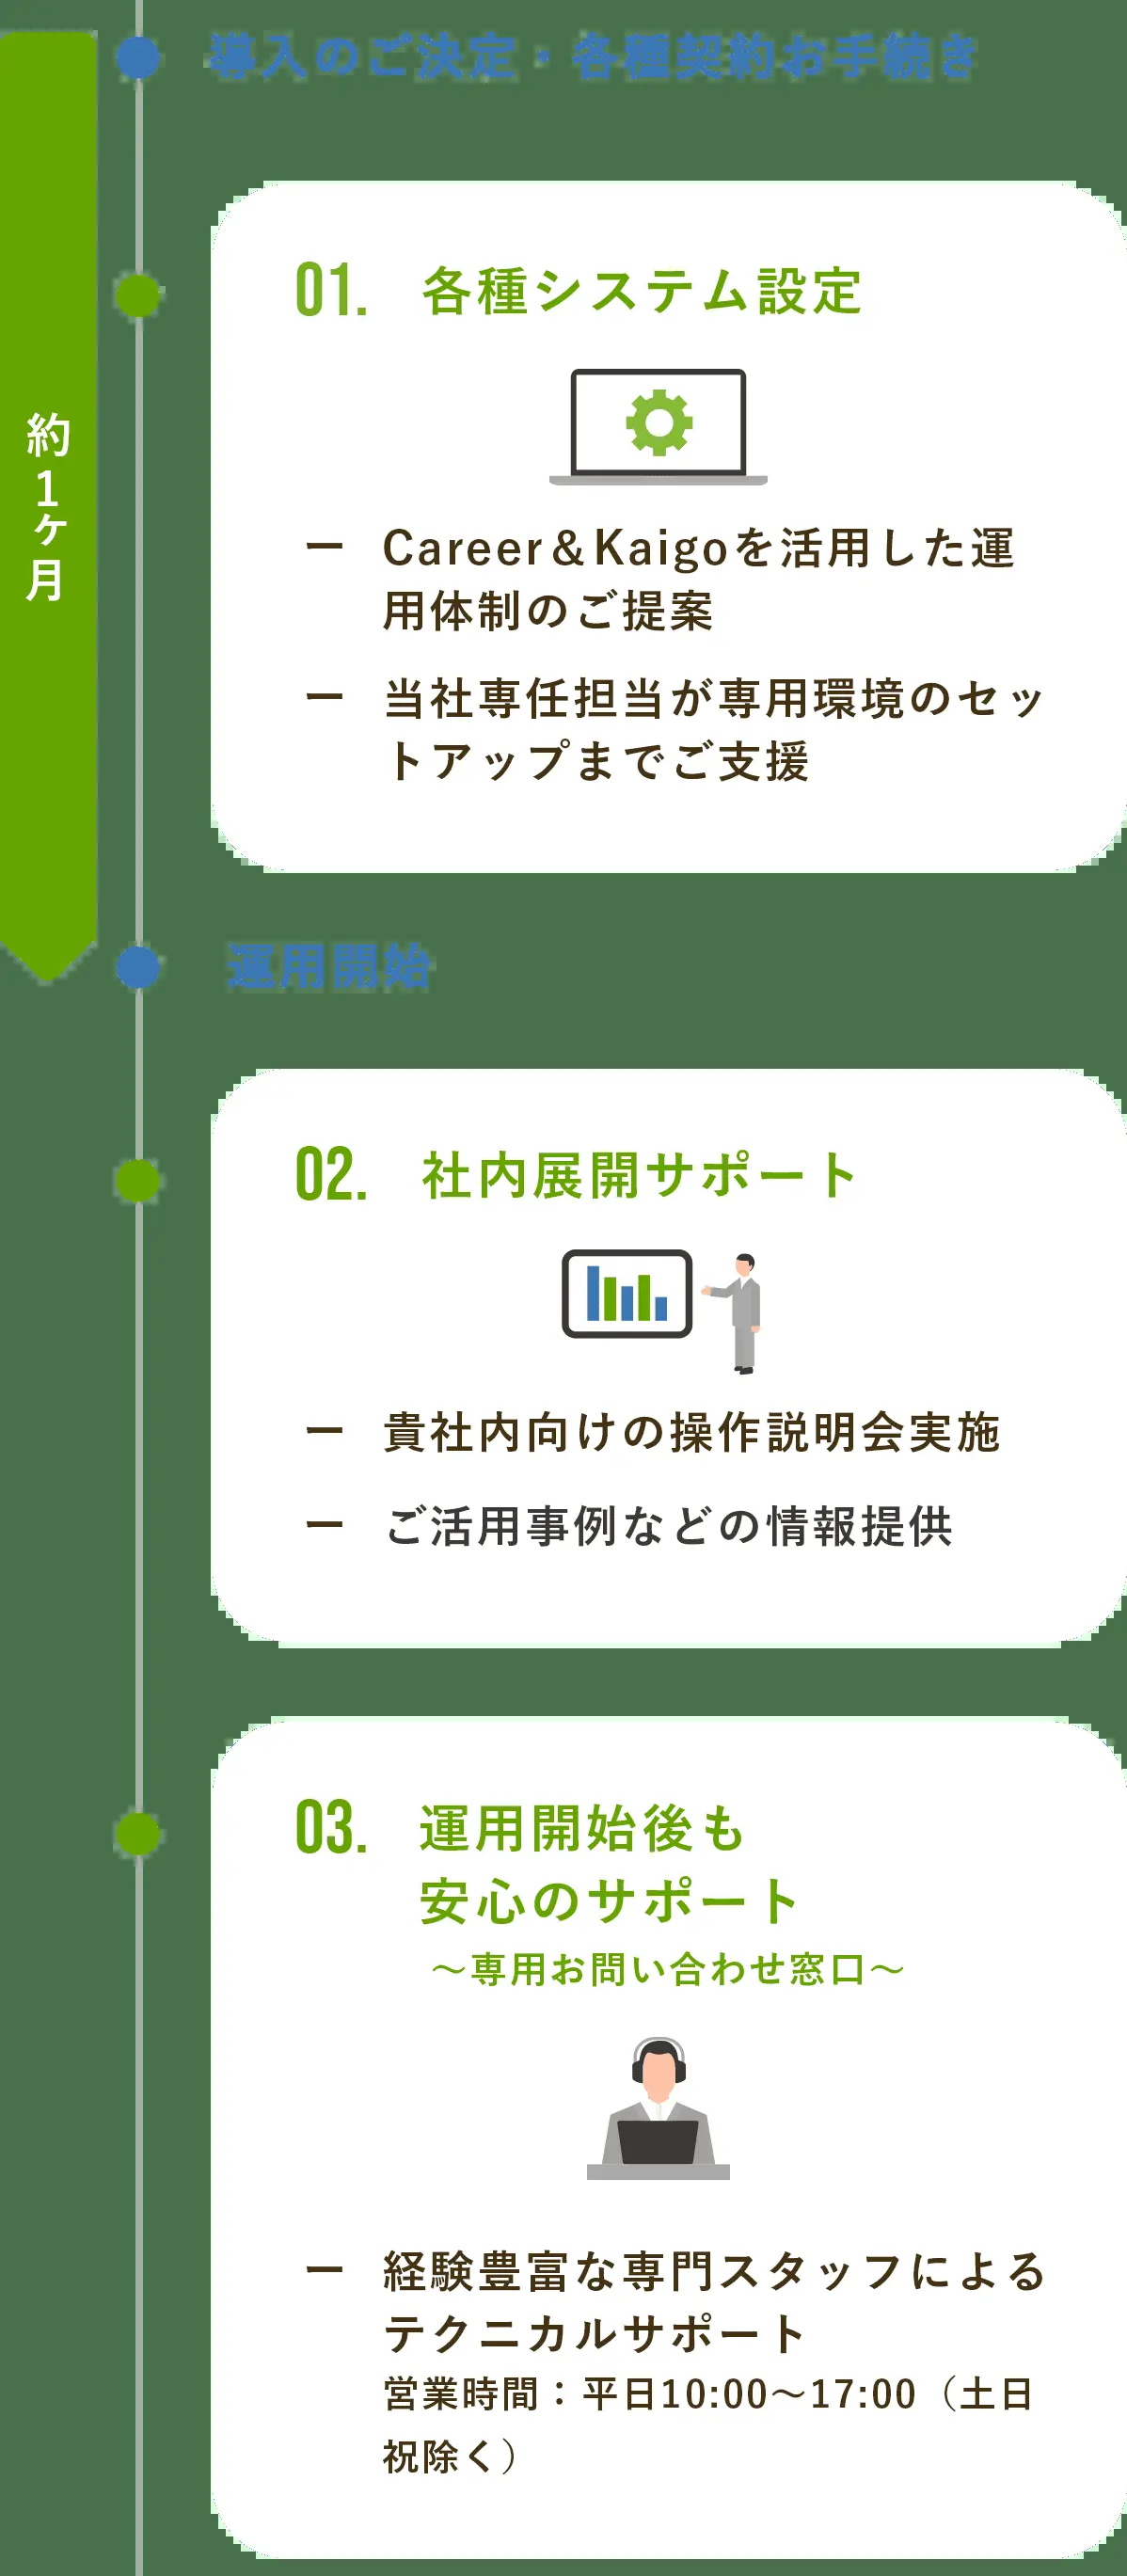 導入のご決定・各種契約お手続き
約1ヶ月
01. 各種システム設定
ー Career＆Kaigoを活用した運
用体制のご提案
ー 当社専任担当が専用環境のセッ
トアップまでご支援
運用開始
02. 社内展開サポート
ー 貴社内向けの操作説明会実施
ー ご活用事例などの情報提供
03. 運用開始後も
安心のサポート
～専用お問い合わせ窓口～
ー 経験豊富な専門スタッフによる
テクニカルサポート
営業時間：平日10:00～17:00（土日
祝除く）